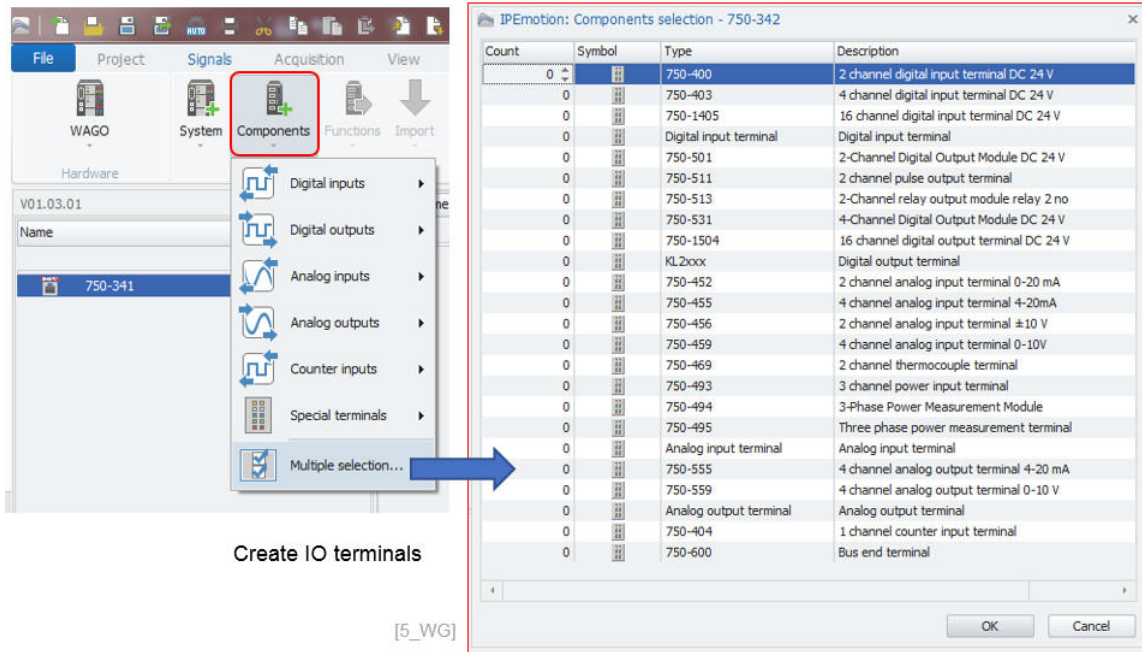 AUTO
File Project Signals Acquisition View
WAGO System Components Functions Import
Hardware
V01.03.01
Name
750-341
Digital inputs
Digital outputs
Analog inputs
Analog outputs
Counter inputs
Special terminals
Multiple selection...
Create IO terminals
[5_WG]
IPEmotion: Components selection - 750-342
Count Symbol Type Description
0 750-400 2 channel digital input terminal DC 24 V
0 750-403 4 channel digital input terminal DC 24 V
0 750-1405 16 channel digital input terminal DC 24 V
0 Digital input terminal Digital input terminal
0 750-501 2-Channel Digital Output Module DC 24 V
0 750-511 2 channel pulse output terminal
0 750-513 2-Channel relay output module relay 2 no
0 750-531 4-Channel Digital Output Module DC 24 V
0 750-1504 16 channel digital output terminal DC 24 V
0 KL2xxx Digital output terminal
0 750-452 2 channel analog input terminal 0-20 mA
0 750-455 4 channel analog input terminal 4-20mA
0 750-456 2 channel analog input terminal ±10 V
0 750-459 4 channel analog input terminal 0-10V
0 750-469 2 channel thermocouple terminal
0 750-493 3 channel power input terminal
0 750-494 3-Phase Power Measurement Module
0 750-495 Three phase power measurement terminal
0 Analog input terminal Analog input terminal
0 750-555 4 channel analog output terminal 4-20 mA
0 750-559 4 channel analog output terminal 0-10 V
0 Analog output terminal Analog output terminal
0 750-404 1 channel counter input terminal
0 750-600 Bus end terminal
OK Cancel